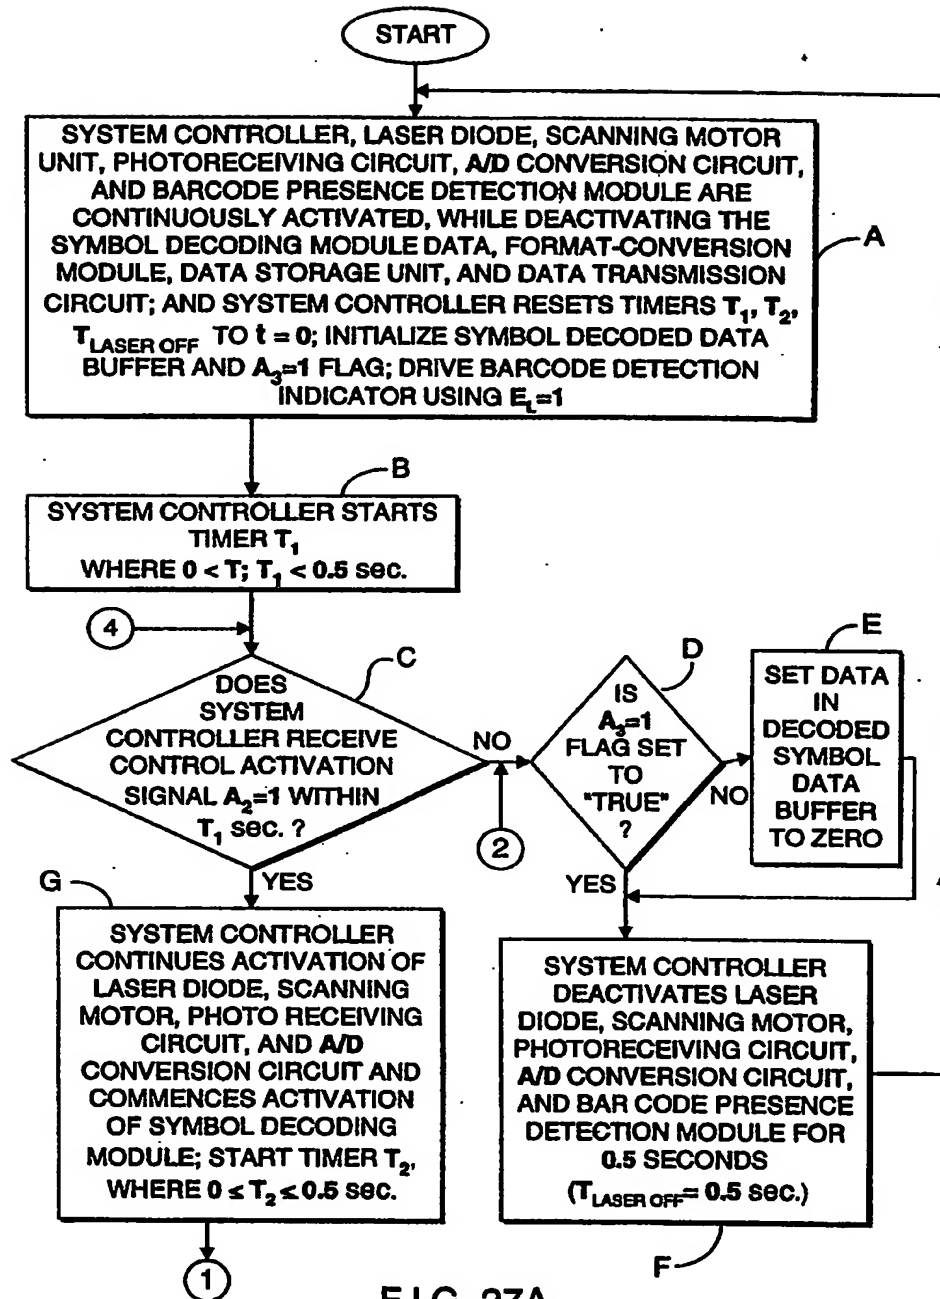 START
SYSTEM CONTROLLER, LASER DIODE, SCANNING MOTOR
UNIT, PHOTORECEIVING CIRCUIT, A/D CONVERSION CIRCUIT,
AND BARCODE PRESENCE DETECTION MODULE ARE
CONTINUOUSLY ACTIVATED, WHILE DEACTIVATING THE
SYMBOL DECODING MODULE DATA, FORMAT-CONVERSION
MODULE, DATA STORAGE UNIT, AND DATA TRANSMISSION
CIRCUIT; AND SYSTEM CONTROLLER RESETS TIMERS T1, T2,
TLASER OFF TO t = 0; INITIALIZE SYMBOL DECODED DATA
BUFFER AND A3=1 FLAG; DRIVE BARCODE DETECTION
INDICATOR USING EL=1
A
B
SYSTEM CONTROLLER STARTS
TIMER T1
WHERE 0 < T; T1 < 0.5 sec.
4
C
DOES
SYSTEM
CONTROLLER RECEIVE
CONTROL ACTIVATION
SIGNAL A2=1 WITHIN
T1 sec. ?
NO
2
YES
D
IS
A3=1
FLAG SET
TO
"TRUE"
?
NO
YES
E
SET DATA
IN
DECODED
SYMBOL
DATA
BUFFER
TO ZERO
G
SYSTEM CONTROLLER
CONTINUES ACTIVATION OF
LASER DIODE, SCANNING
MOTOR, PHOTO RECEIVING
CIRCUIT, AND A/D
CONVERSION CIRCUIT AND
COMMENCES ACTIVATION
OF SYMBOL DECODING
MODULE; START TIMER T2,
WHERE 0 ≤ T2 ≤ 0.5 sec.
1
SYSTEM CONTROLLER
DEACTIVATES LASER
DIODE, SCANNING MOTOR,
PHOTORECEIVING CIRCUIT,
A/D CONVERSION CIRCUIT,
AND BAR CODE PRESENCE
DETECTION MODULE FOR
0.5 SECONDS
(TLASER OFF= 0.5 sec.)
F
FIG. 27A